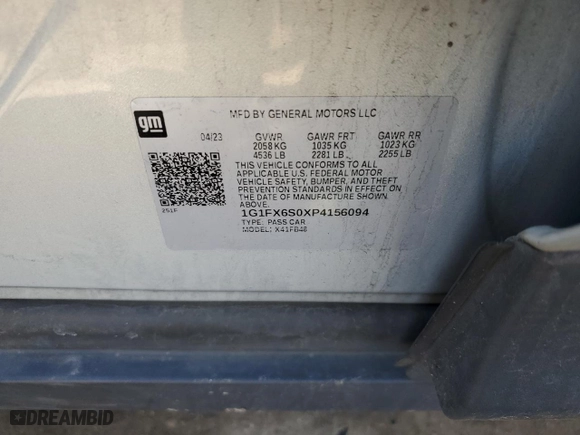 gm
MFD BY GENERAL MOTORS LLC
04/23 GVWR GAWR FRT GAWR RR
2058 KG 1035 KG 1023 KG
4536 LB 2281 LB 2255 LB
THIS VEHICLE CONFORMS TO ALL
APPLICABLE U.S. FEDERAL MOTOR
VEHICLE SAFETY, BUMPER, AND THEFT
PREVENTION STANDARDS IN EFFECT ON
THE DATE OF MANUFACTURE SHOWN
ABOVE.
251F
1G1FX6S0XP4156094
TYPE: PASS CAR
MODEL: X41FB48
DREAMBID